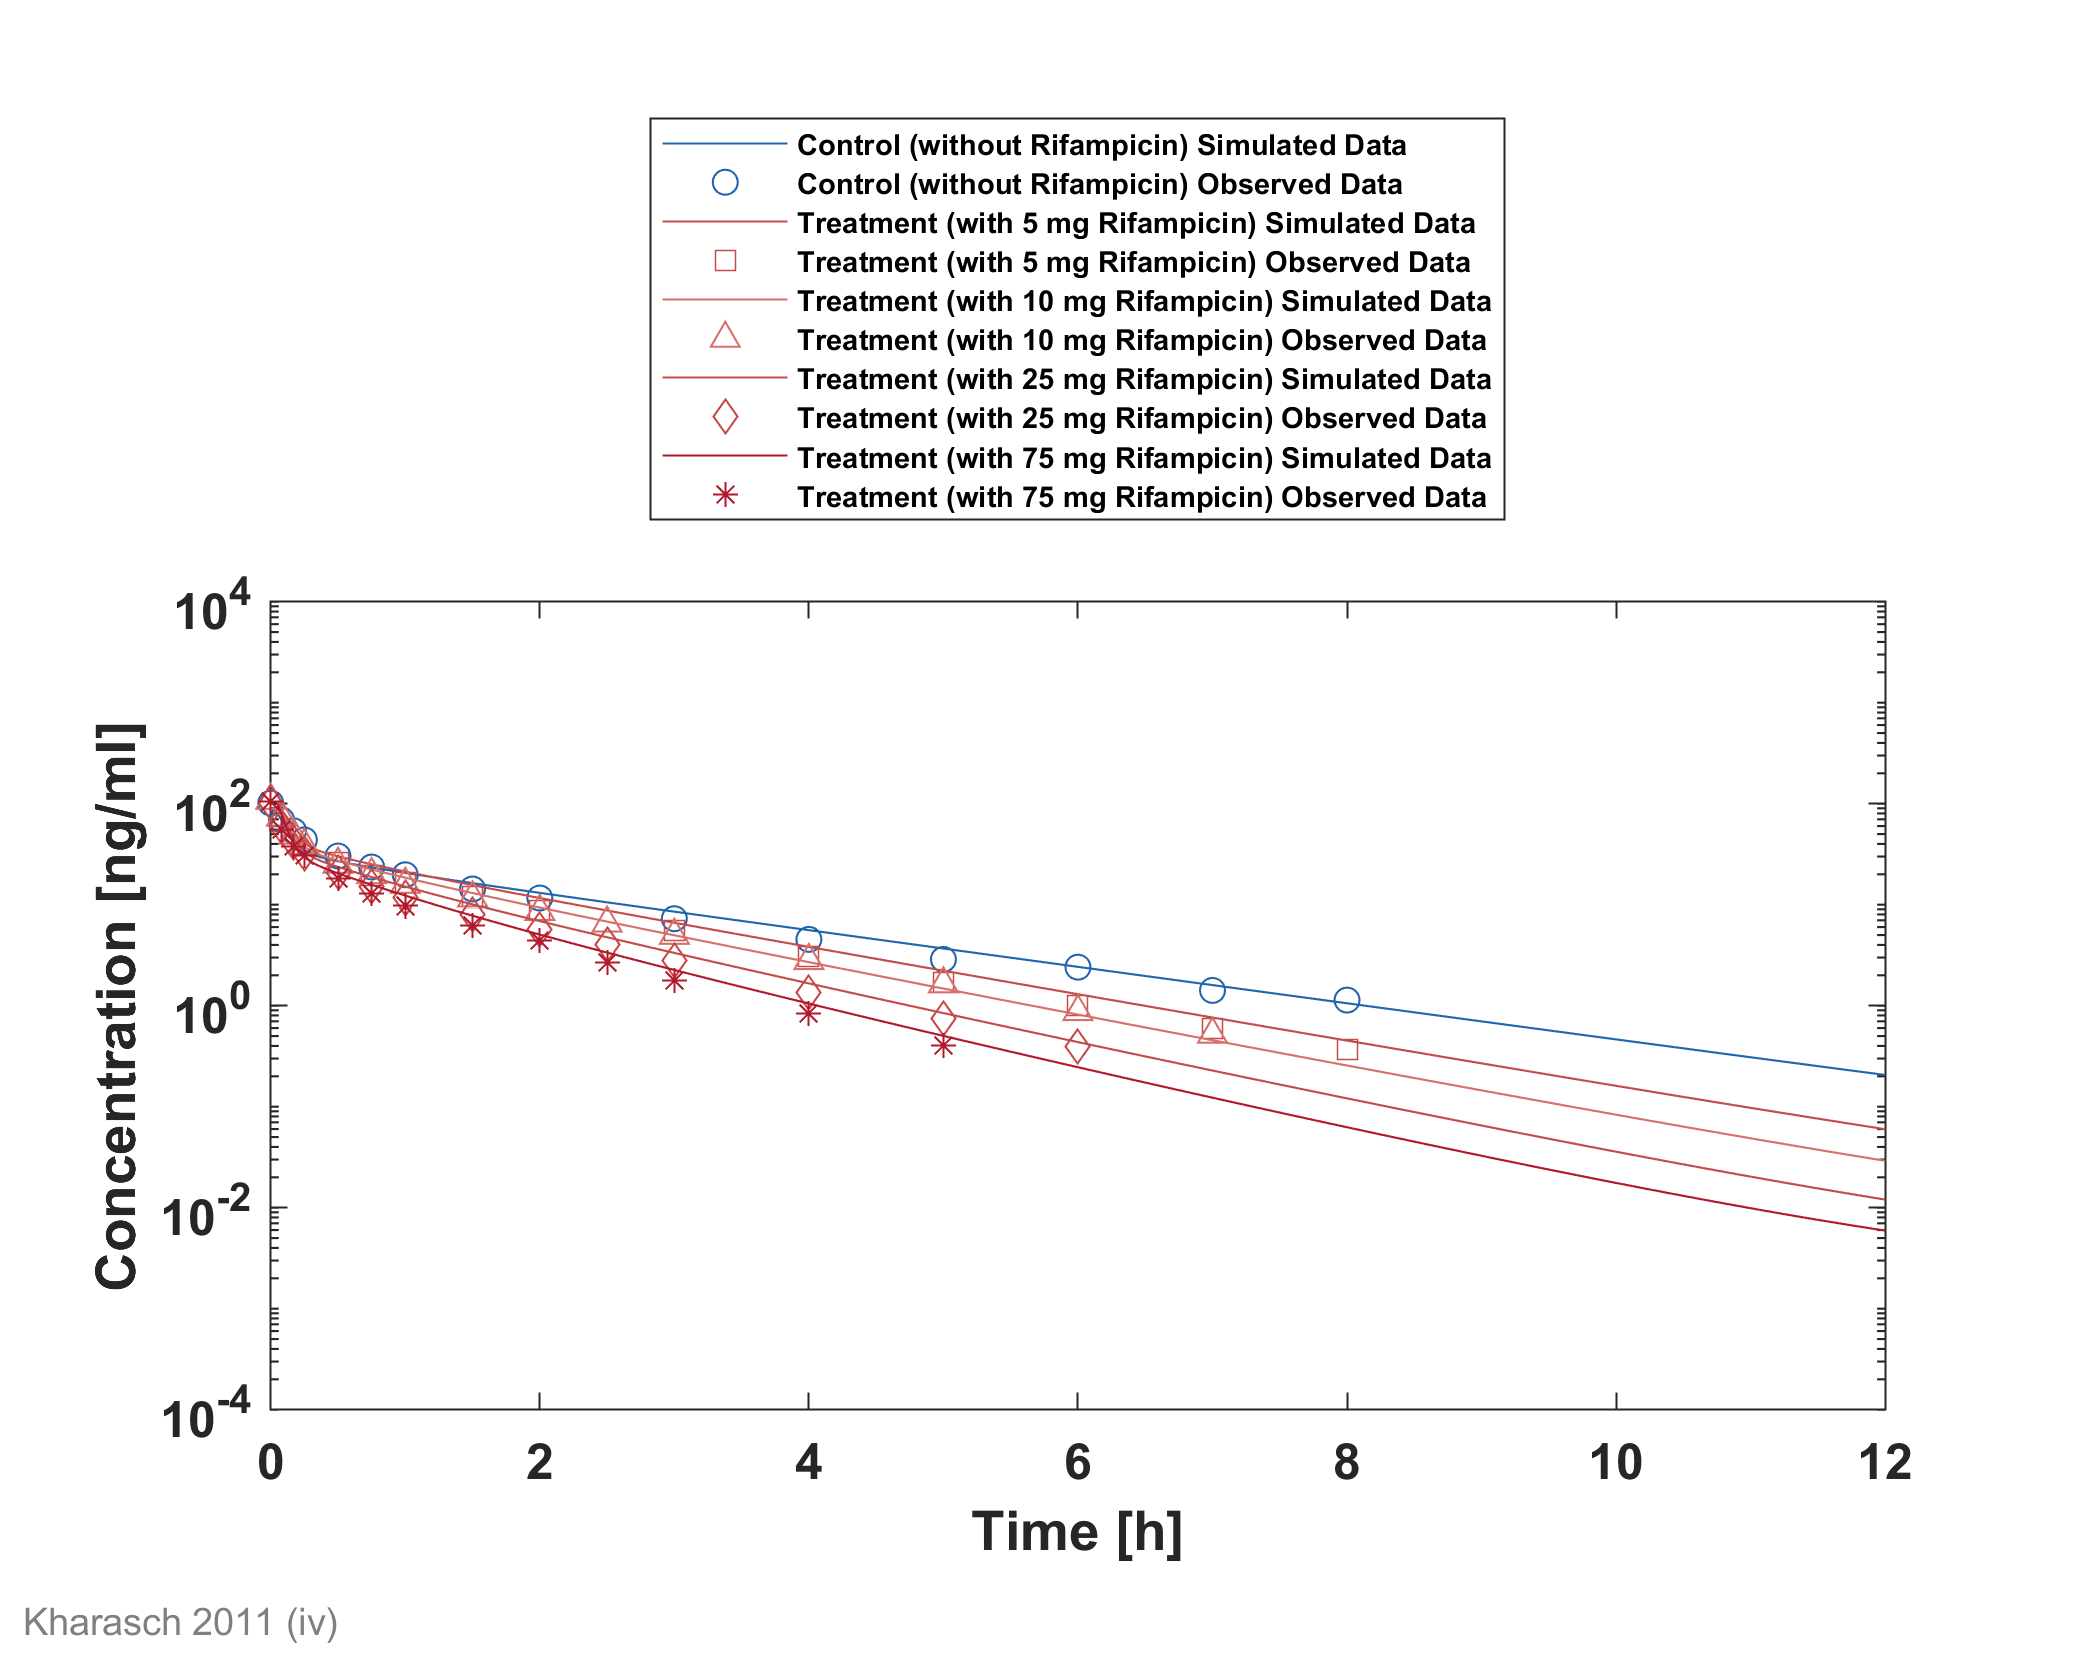 Control (without Rifampicin) Simulated Data
Control (without Rifampicin) Observed Data
Treatment (with 5 mg Rifampicin) Simulated Data
Treatment (with 5 mg Rifampicin) Observed Data
Treatment (with 10 mg Rifampicin) Simulated Data
Treatment (with 10 mg Rifampicin) Observed Data
Treatment (with 25 mg Rifampicin) Simulated Data
Treatment (with 25 mg Rifampicin) Observed Data
Treatment (with 75 mg Rifampicin) Simulated Data
Treatment (with 75 mg Rifampicin) Observed Data
10^4
10^2
10^0
10^-2
10^-4
Concentration [ng/ml]
0 2 4 6 8 10 12
Time [h]
Kharasch 2011 (iv)